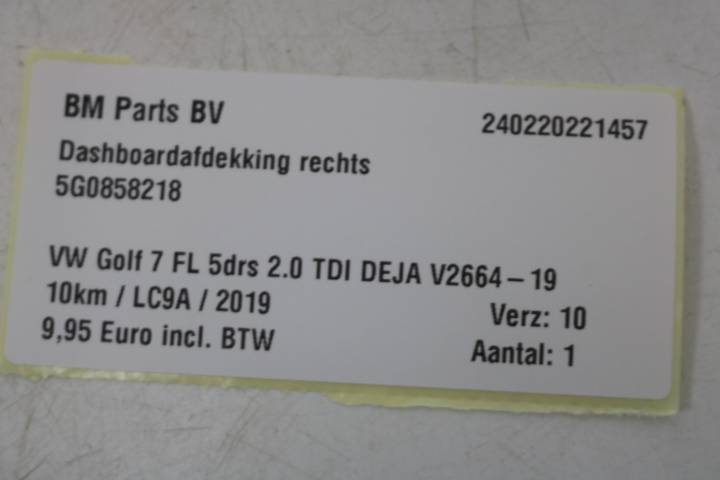 BM Parts BV 240220221457
Dashboardafdekking rechts
5G0858218
VW Golf 7 FL 5drs 2.0 TDI DEJA V2664 – 19
10km / LC9A / 2019 Verz: 10
9,95 Euro incl. BTW Aantal: 1